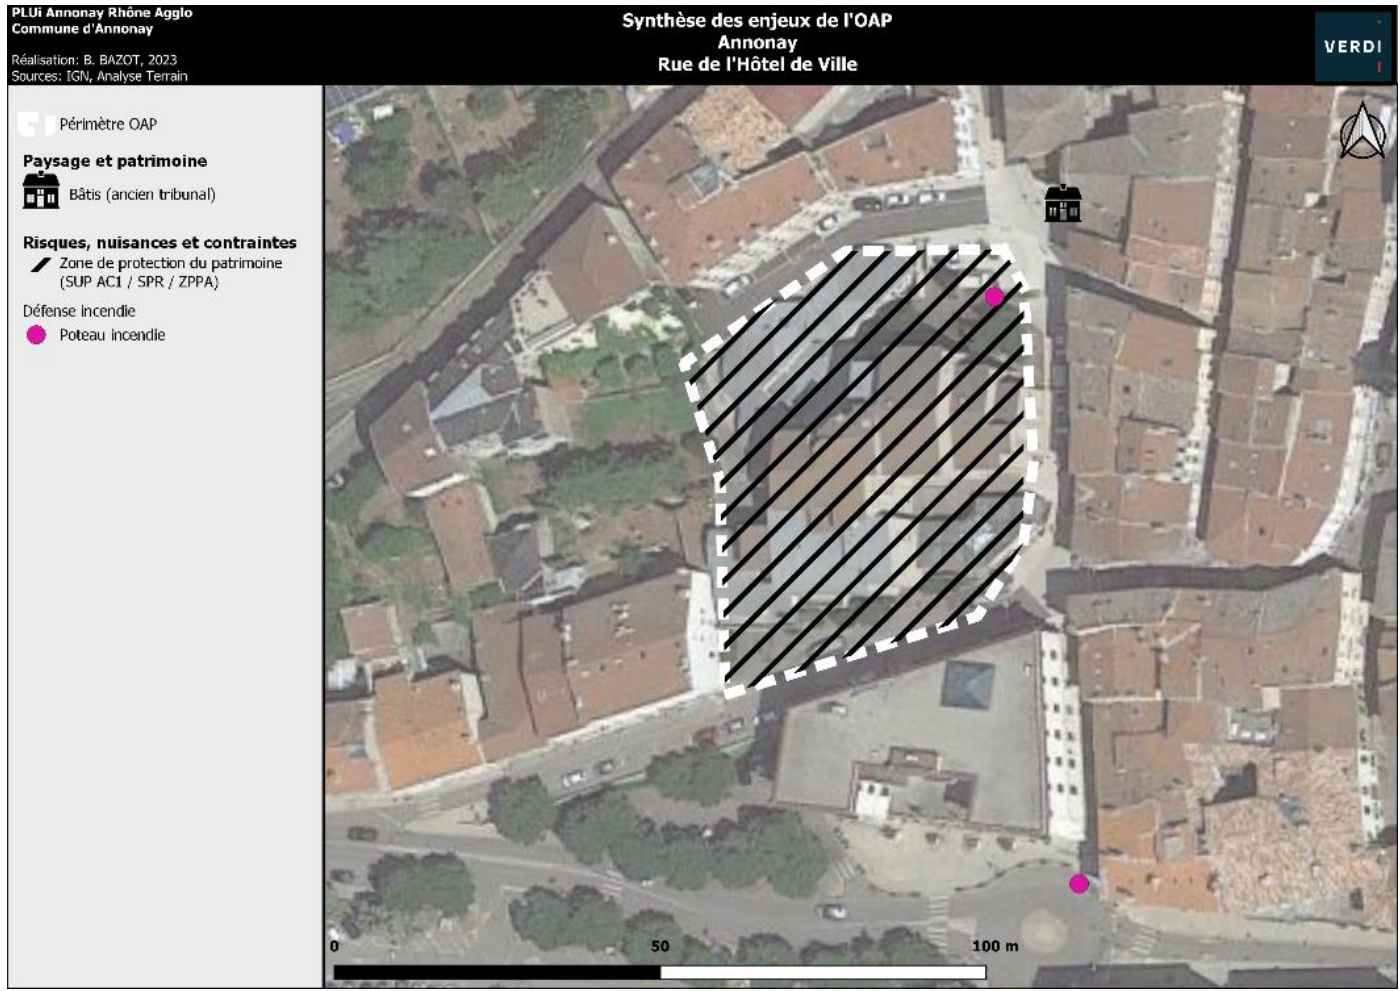 PLUi Annonay Rhône Agglo
Commune d'Annonay
Réalisation: B. BAZOT, 2023
Sources: IGN, Analyse Terrain
Synthèse des enjeux de l'OAP
Annonay
Rue de l'Hôtel de Ville
VERDI
Périmètre OAP
Paysage et patrimoine
Bâtis (ancien tribunal)
Risques, nuisances et contraintes
Zone de protection du patrimoine
(SUP AC1 / SPR / ZPPA)
Défense incendie
Poteau incendie
0 50 100 m